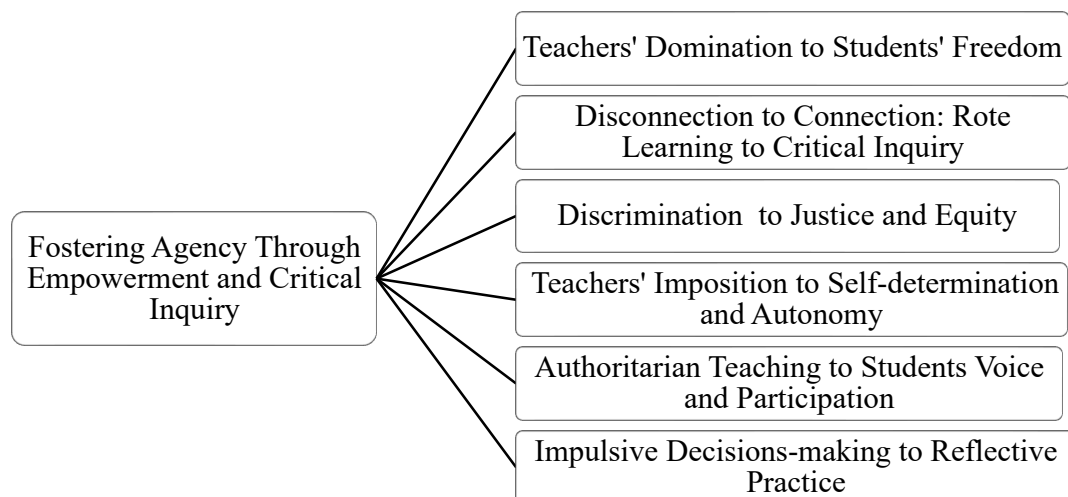 Fostering Agency Through
Empowerment and Critical
Inquiry
Teachers' Domination to Students' Freedom
Disconnection to Connection: Rote
Learning to Critical Inquiry
Discrimination to Justice and Equity
Teachers' Imposition to Self-determination
and Autonomy
Authoritarian Teaching to Students Voice
and Participation
Impulsive Decisions-making to Reflective
Practice